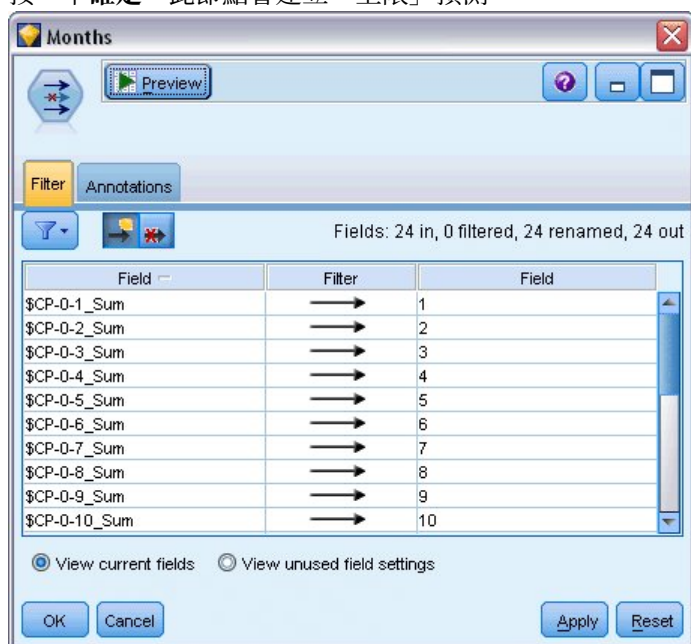 Months
Preview
Filter Annotations
Fields: 24 in, 0 filtered, 24 renamed, 24 out
Field Filter Field
$CP-0-1_Sum 1
$CP-0-2_Sum 2
$CP-0-3_Sum 3
$CP-0-4_Sum 4
$CP-0-5_Sum 5
$CP-0-6_Sum 6
$CP-0-7_Sum 7
$CP-0-8_Sum 8
$CP-0-9_Sum 9
$CP-0-10_Sum 10
View current fields View unused field settings
OK Cancel Apply Reset